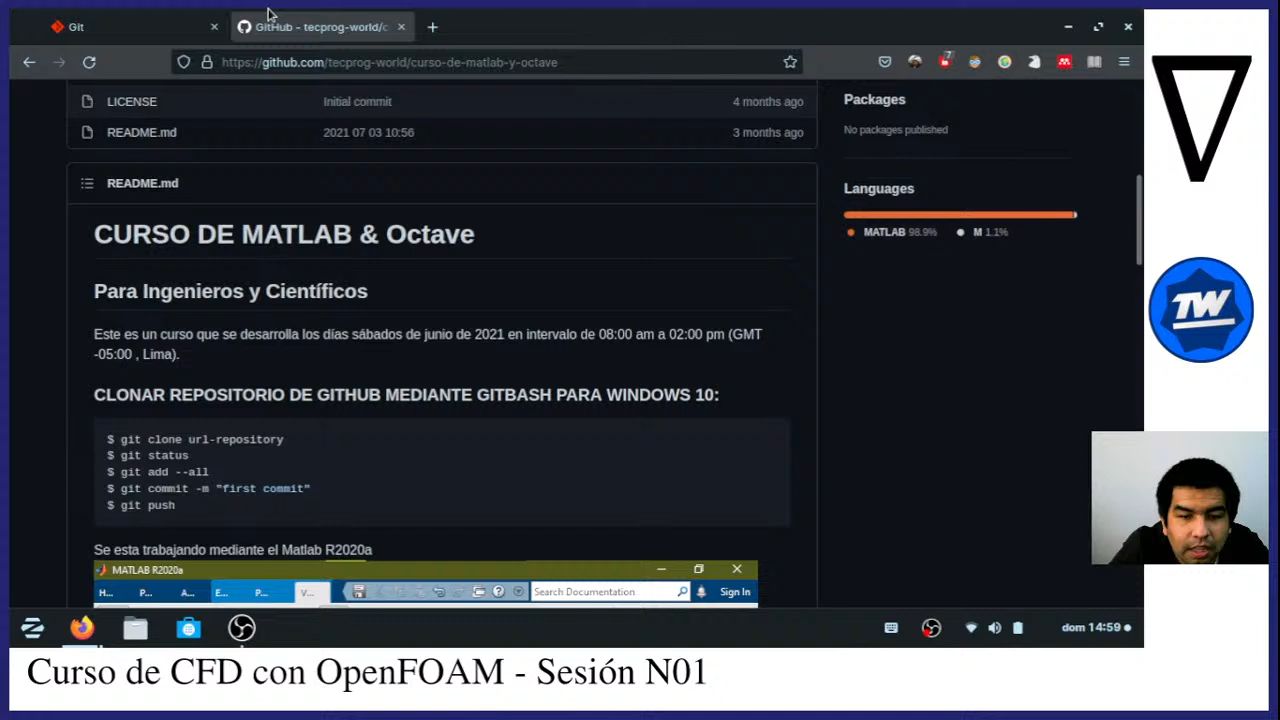 Git
GitHub - tecprog-world/c
https://github.com/tecprog-world/curso-de-matlab-y-octave
7
LICENSE Initial commit 4 months ago
README.md 2021 07 03 10:56 3 months ago
Packages
No packages published
Languages
MATLAB 98.9% M 1.1%
README.md
CURSO DE MATLAB & Octave
Para Ingenieros y Científicos
Este es un curso que se desarrolla los días sábados de junio de 2021 en intervalo de 08:00 am a 02:00 pm (GMT
-05:00 , Lima).
CLONAR REPOSITORIO DE GITHUB MEDIANTE GITBASH PARA WINDOWS 10:
$ git clone url-repository
$ git status
$ git add --all
$ git commit -m "first commit"
$ git push
Se esta trabajando mediante el Matlab R2020a
MATLAB R2020a
H... P... A... E... P... V... Search Documentation Sign In
dom 14:59
TW
Curso de CFD con OpenFOAM - Sesión N01